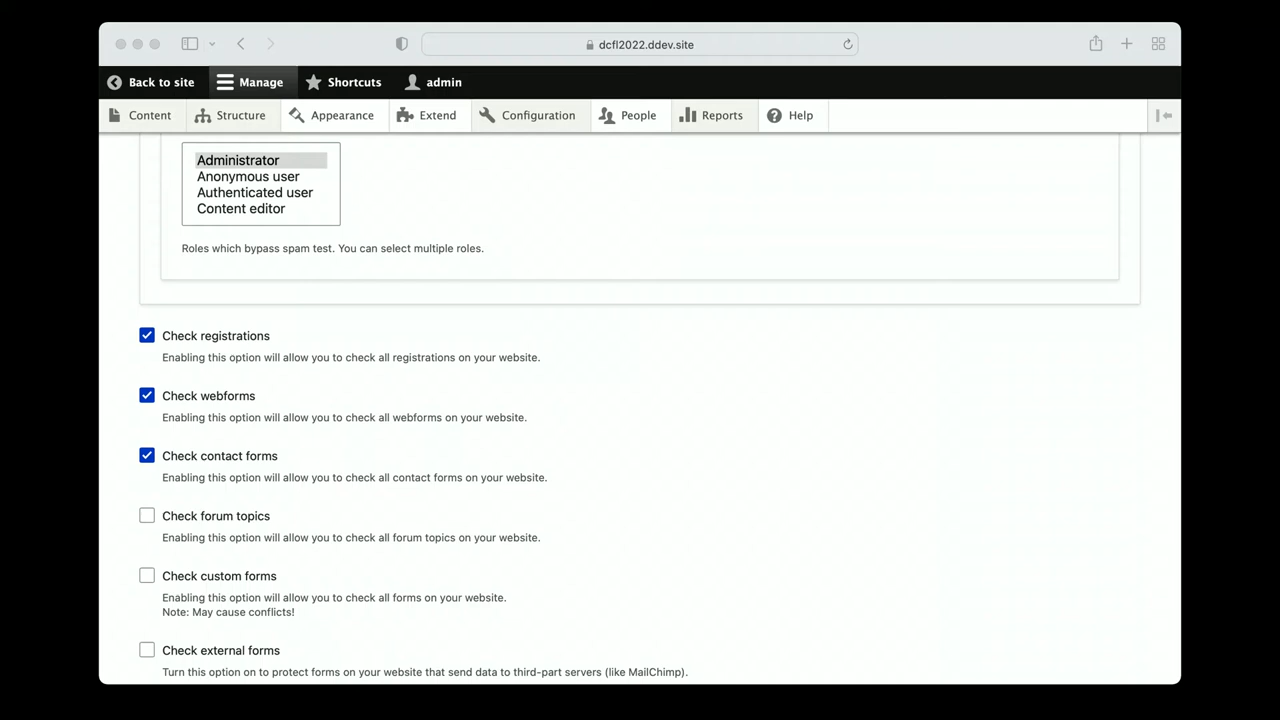 dcfl2022.ddev.site
Back to site Manage Shortcuts admin
Content Structure Appearance Extend Configuration People Reports Help
Administrator
Anonymous user
Authenticated user
Content editor
Roles which bypass spam test. You can select multiple roles.
Check registrations
Enabling this option will allow you to check all registrations on your website.
Check webforms
Enabling this option will allow you to check all webforms on your website.
Check contact forms
Enabling this option will allow you to check all contact forms on your website.
Check forum topics
Enabling this option will allow you to check all forum topics on your website.
Check custom forms
Enabling this option will allow you to check all forms on your website.
Note: May cause conflicts!
Check external forms
Turn this option on to protect forms on your website that send data to third-part servers (like MailChimp).